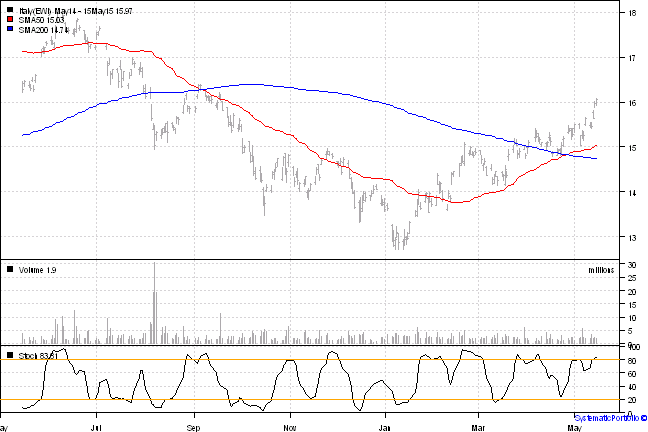 Italy(EWI) May14 - 15May15 15.97
SMA50 15.03
SMA200 14.74
18
17
16
15
14
13
Volume 1.9
millions
30
25
20
15
10
5
0
Stoch 83.81
100
80
60
40
20
0
ay
Jul
Sep
Nov
Jan
Mar
May
SystematicPortfolio ©